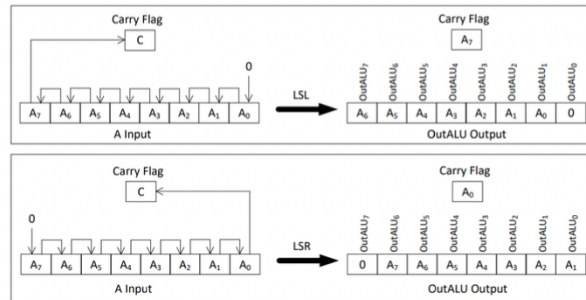 Carry Flag Carry Flag
C A7
0
OutALU7 OutALU6 OutALU5 OutALU4 OutALU3 OutALU2 OutALU1 OutALU0
LSL
A7 A6 A5 A4 A3 A2 A1 A0 A6 A5 A4 A3 A2 A1 A0 0
A Input OutALU Output
Carry Flag Carry Flag
C A0
0
OutALU7 OutALU6 OutALU5 OutALU4 OutALU3 OutALU2 OutALU1 OutALU0
LSR
A7 A6 A5 A4 A3 A2 A1 A0 0 A7 A6 A5 A4 A3 A2 A1
A Input OutALU Output